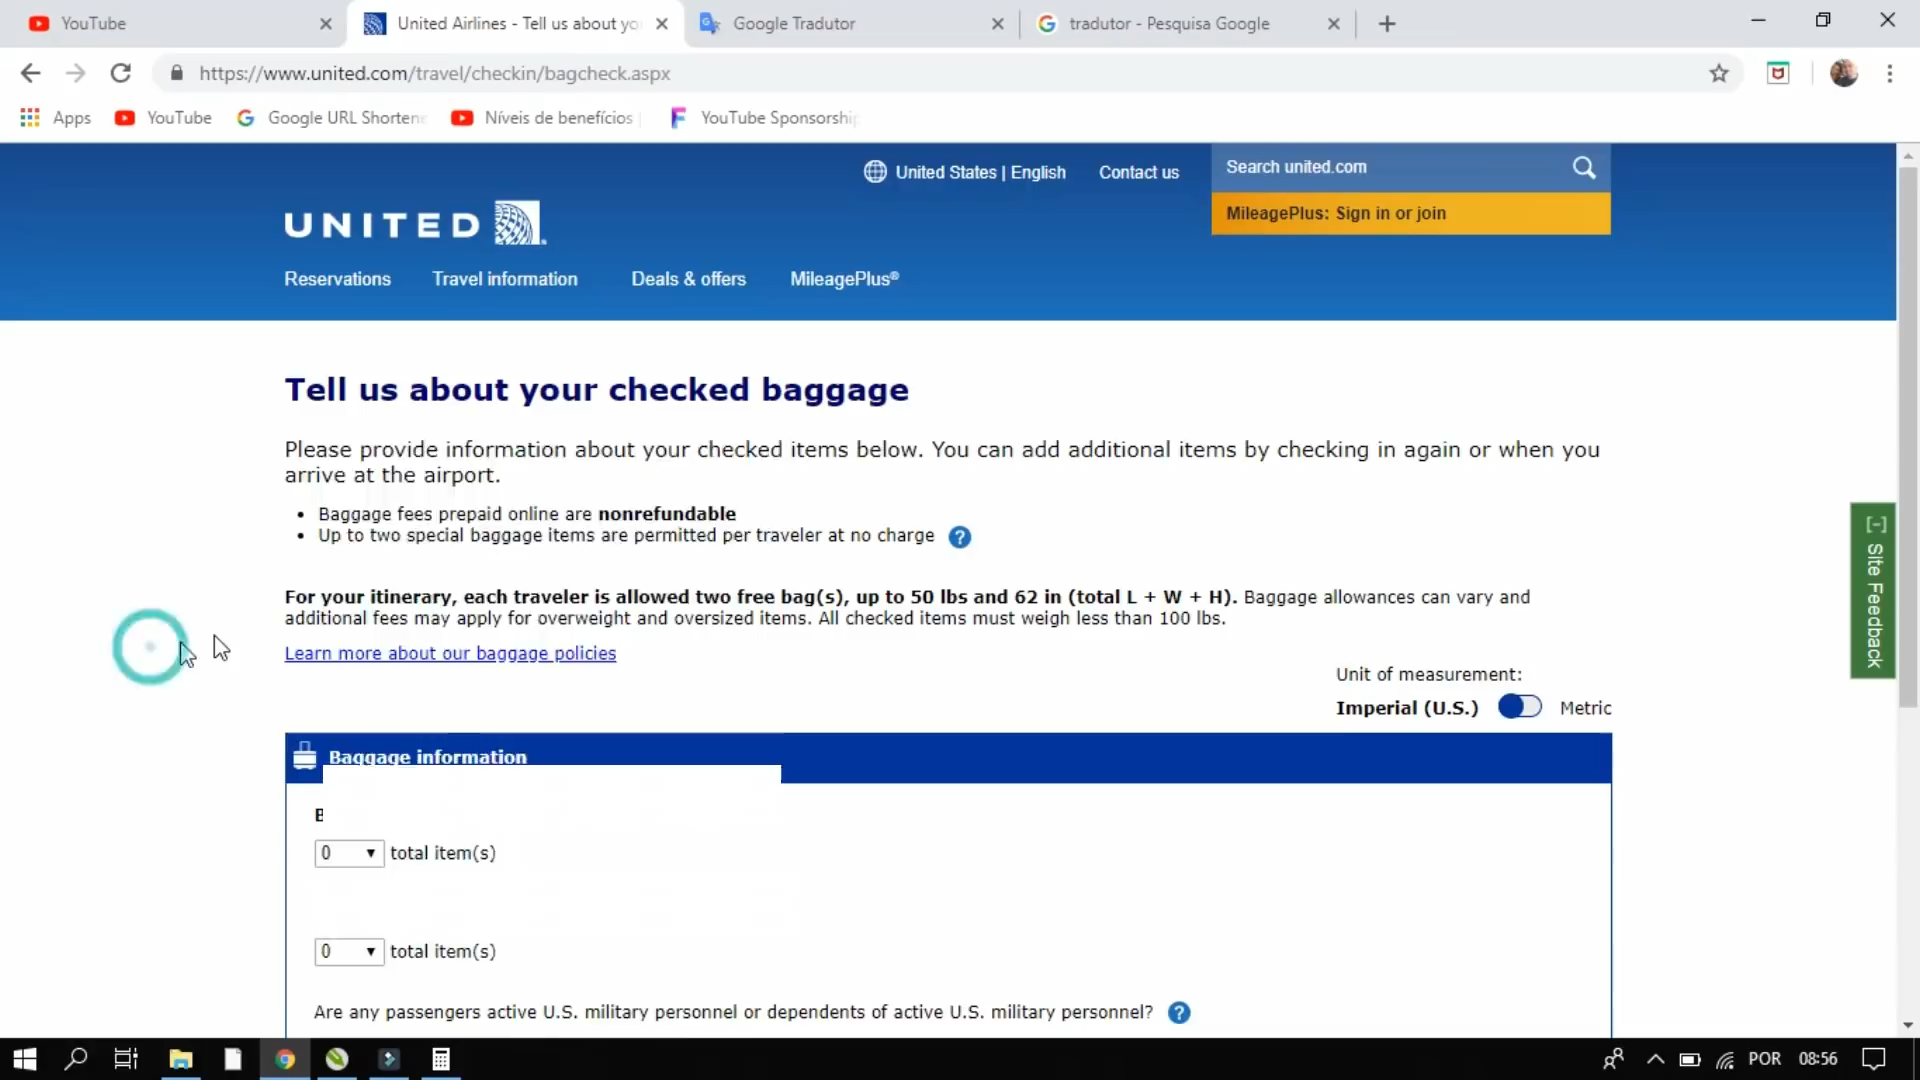 YouTube
United Airlines - Tell us about yo
Google Tradutor
tradutor - Pesquisa Google
https://www.united.com/travel/checkin/bagcheck.aspx
Apps
YouTube
Google URL Shortene
Níveis de benefícios
YouTube Sponsorship
United States | English
Contact us
Search united.com
MileagePlus: Sign in or join
UNITED
Reservations
Travel information
Deals & offers
MileagePlus®
Tell us about your checked baggage
Please provide information about your checked items below. You can add additional items by checking in again or when you
arrive at the airport.
• Baggage fees prepaid online are nonrefundable
• Up to two special baggage items are permitted per traveler at no charge ?
For your itinerary, each traveler is allowed two free bag(s), up to 50 lbs and 62 in (total L + W + H). Baggage allowances can vary and
additional fees may apply for overweight and oversized items. All checked items must weigh less than 100 lbs.
Learn more about our baggage policies
[-] Site Feedback
Unit of measurement:
Imperial (U.S.) Metric
Baggage information
0 total item(s)
0 total item(s)
Are any passengers active U.S. military personnel or dependents of active U.S. military personnel? ?
POR
08:56